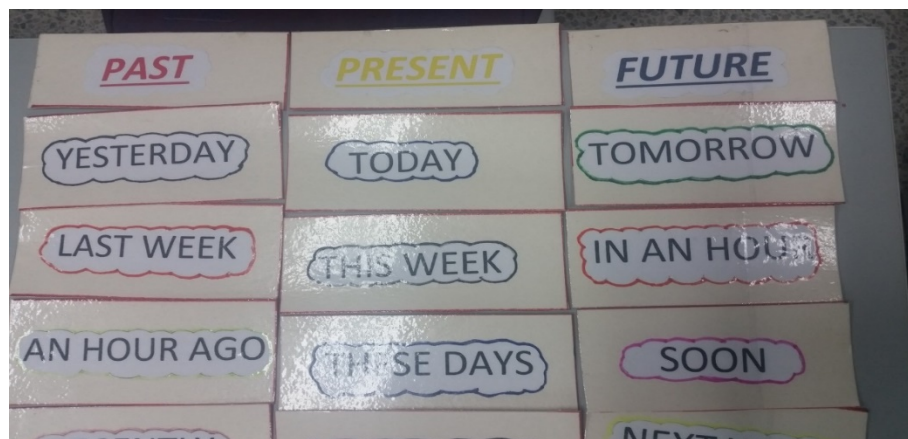 PAST PRESENT FUTURE
YESTERDAY TODAY TOMORROW
LAST WEEK THIS WEEK IN AN HOUR
AN HOUR AGO THESE DAYS SOON
NEXT